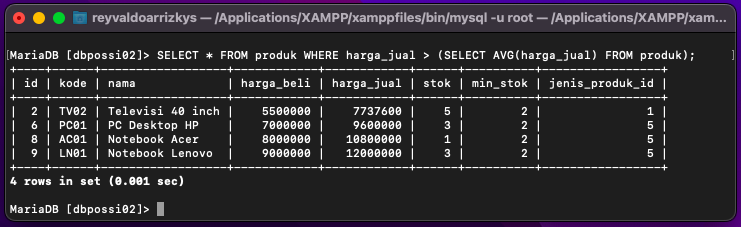 reyvaldoarrizkys — /Applications/XAMPP/xamppfiles/bin/mysql -u root — /Applications/XAMPP/xam...
[MariaDB [dbpossi02]> SELECT * FROM produk WHERE harga_jual > (SELECT AVG(harga_jual) FROM produk); ]
+----+------+-------------------+------------+------------+------+----------+-----------------+
| id | kode | nama              | harga_beli | harga_jual | stok | min_stok | jenis_produk_id |
+----+------+-------------------+------------+------------+------+----------+-----------------+
|  2 | TV02 | Televisi 40 inch  |    5500000 |    7737600 |    5 |        2 |               1 |
|  6 | PC01 | PC Desktop HP     |    7000000 |    9600000 |    3 |        2 |               5 |
|  8 | AC01 | Notebook Acer     |    8000000 |   10800000 |    1 |        2 |               5 |
|  9 | LN01 | Notebook Lenovo   |    9000000 |   12000000 |    3 |        2 |               5 |
+----+------+-------------------+------------+------------+------+----------+-----------------+
4 rows in set (0.001 sec)
MariaDB [dbpossi02]>